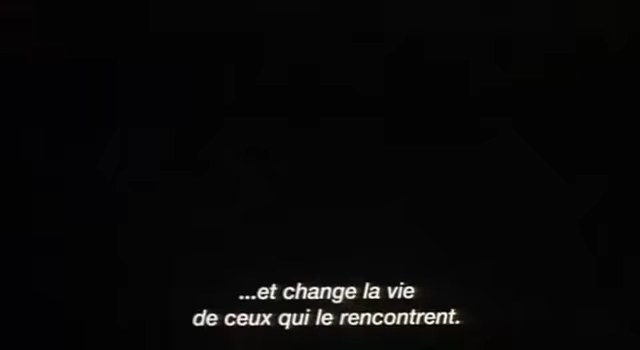 ...et change la vie
de ceux qui le rencontrent.